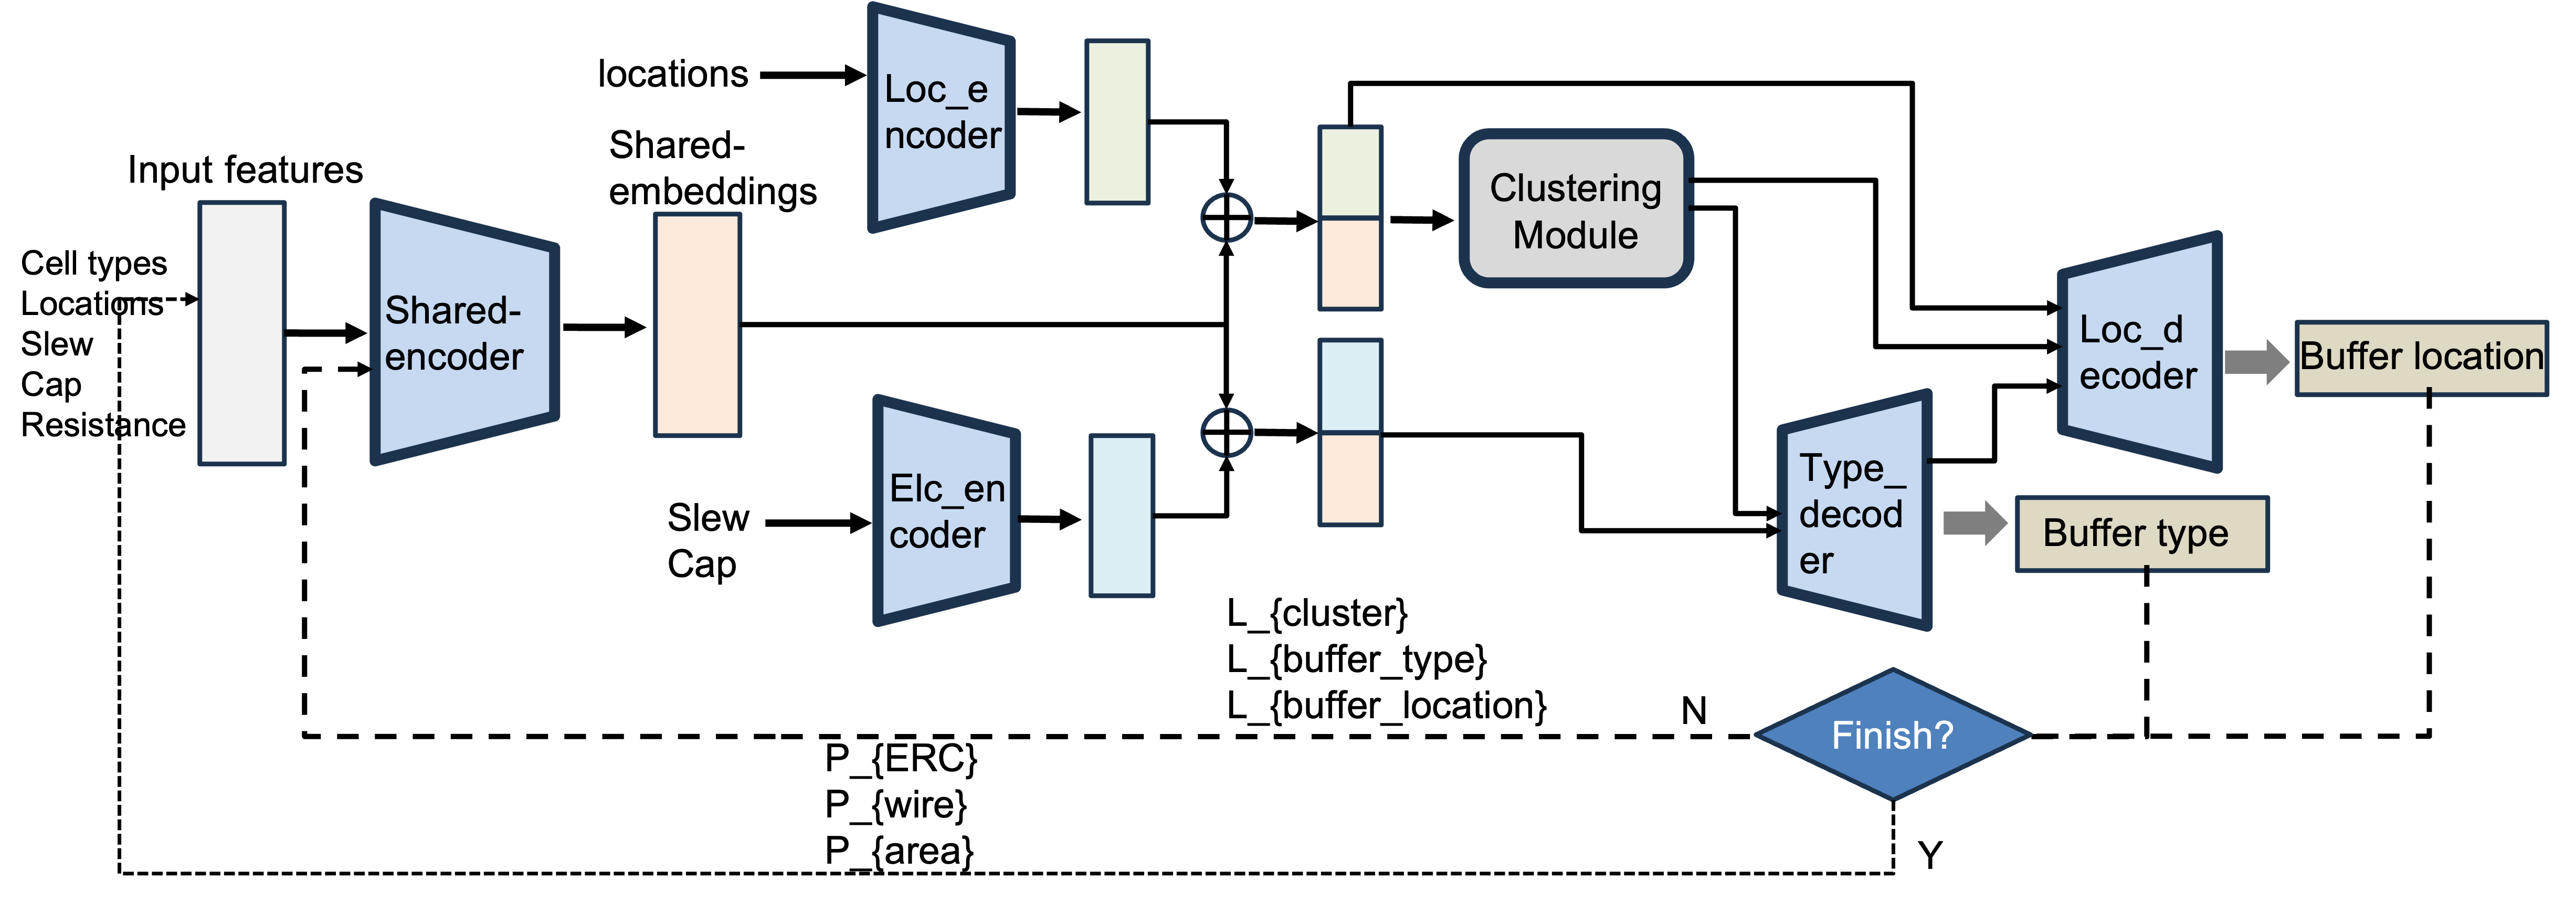 Input features
Cell types
Locations
Slew
Cap
Resistance
Shared-
encoder
Shared-
embeddings
locations
Loc_e
ncoder
Slew
Cap
Elc_en
coder
Clustering
Module
Type_
decod
er
Loc_d
ecoder
Buffer location
Buffer type
L_{cluster}
L_{buffer_type}
L_{buffer_location}
N
Finish?
P_{ERC}
P_{wire}
P_{area}
Y